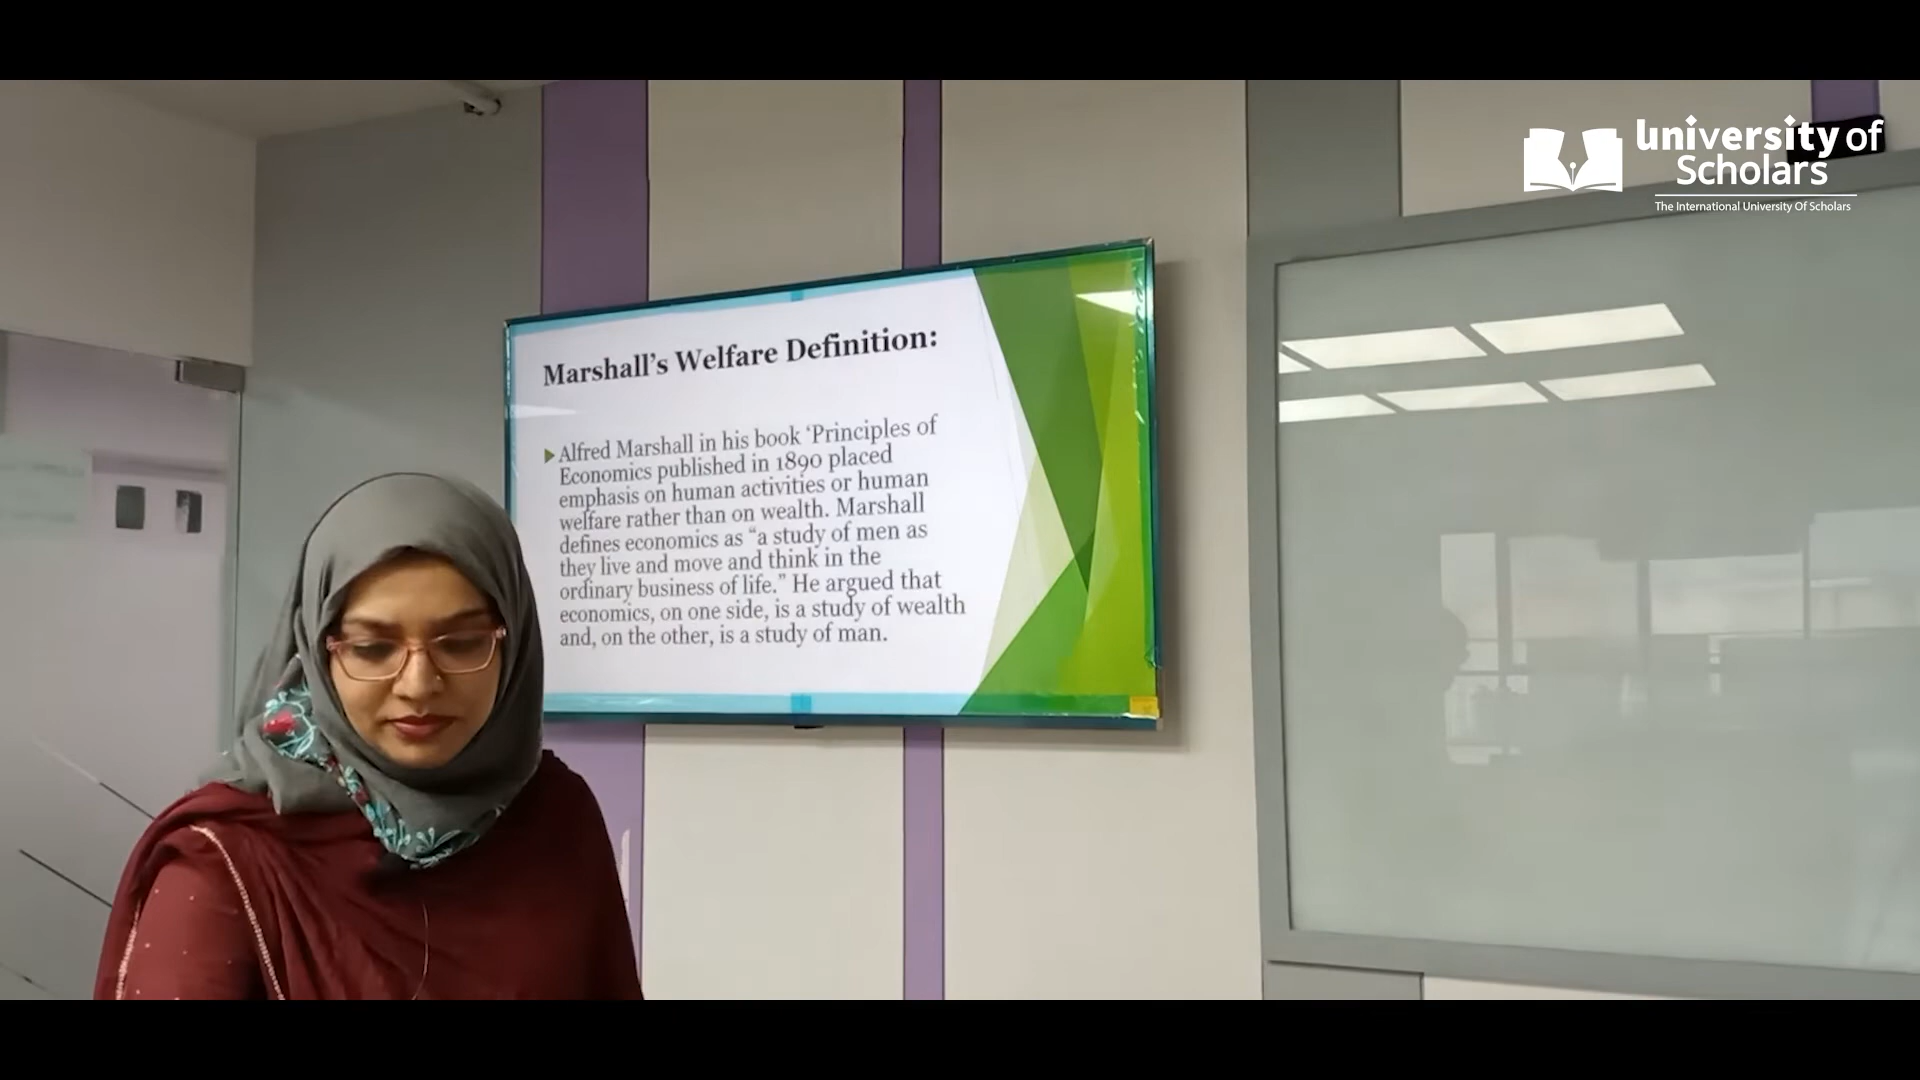 University of
Scholars
The International University Of Scholars
Marshall's Welfare Definition:
Alfred Marshall in his book ‘Principles of
Economics published in 1890 placed
emphasis on human activities or human
welfare rather than on wealth. Marshall
defines economics as “a study of men as
they live and move and think in the
ordinary business of life.” He argued that
economics, on one side, is a study of wealth
and, on the other, is a study of man.